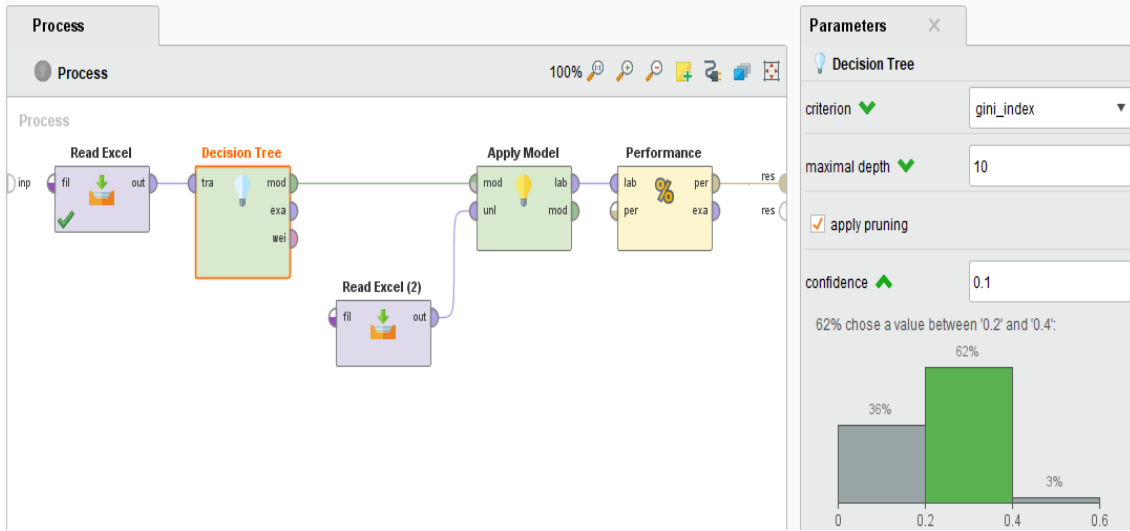 Process
Process
100%
Process
Read Excel
Decision Tree
Apply Model
Performance
inp
fil
out
tra
mod
exa
wei
mod
lab
unl
mod
lab
per
%
per
exa
res
res
Read Excel (2)
fil
out
Parameters
Decision Tree
criterion
gini_index
maximal depth
10
apply pruning
confidence
0.1
62% chose a value between '0.2' and '0.4':
62%
36%
3%
0
0.2
0.4
0.6